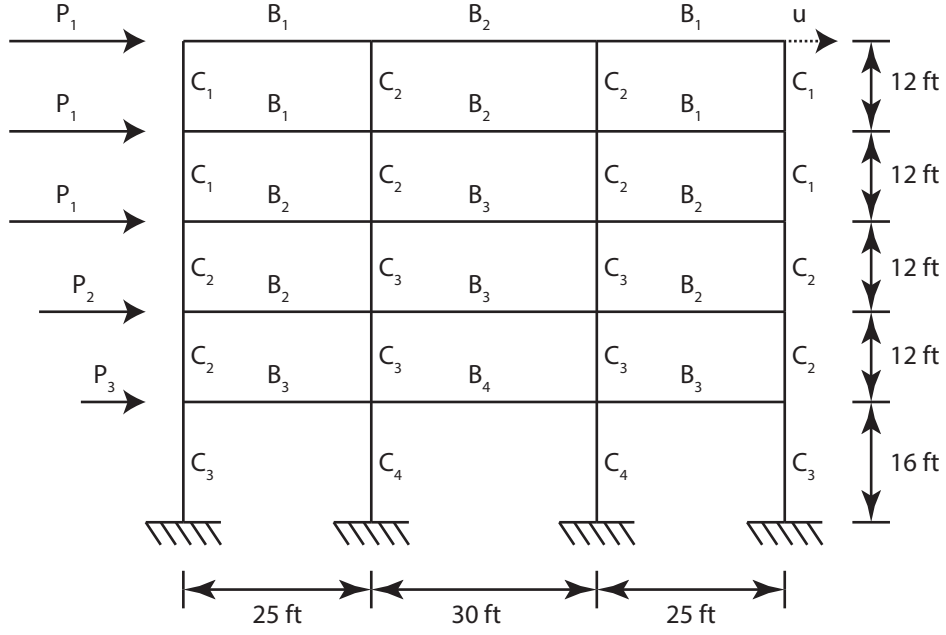 P₁ B₁ B₂ B₁ u
C₁ C₂ C₂ C₁ 12 ft
P₁ B₁ B₂ B₁
C₁ C₂ C₂ C₁ 12 ft
P₁ B₂ B₃ B₂
C₂ C₃ C₃ C₂ 12 ft
P₂ B₂ B₃ B₂
C₂ C₃ C₃ C₂ 12 ft
P₃ B₃ B₄ B₃
C₃ C₄ C₄ C₃ 16 ft
25 ft 30 ft 25 ft